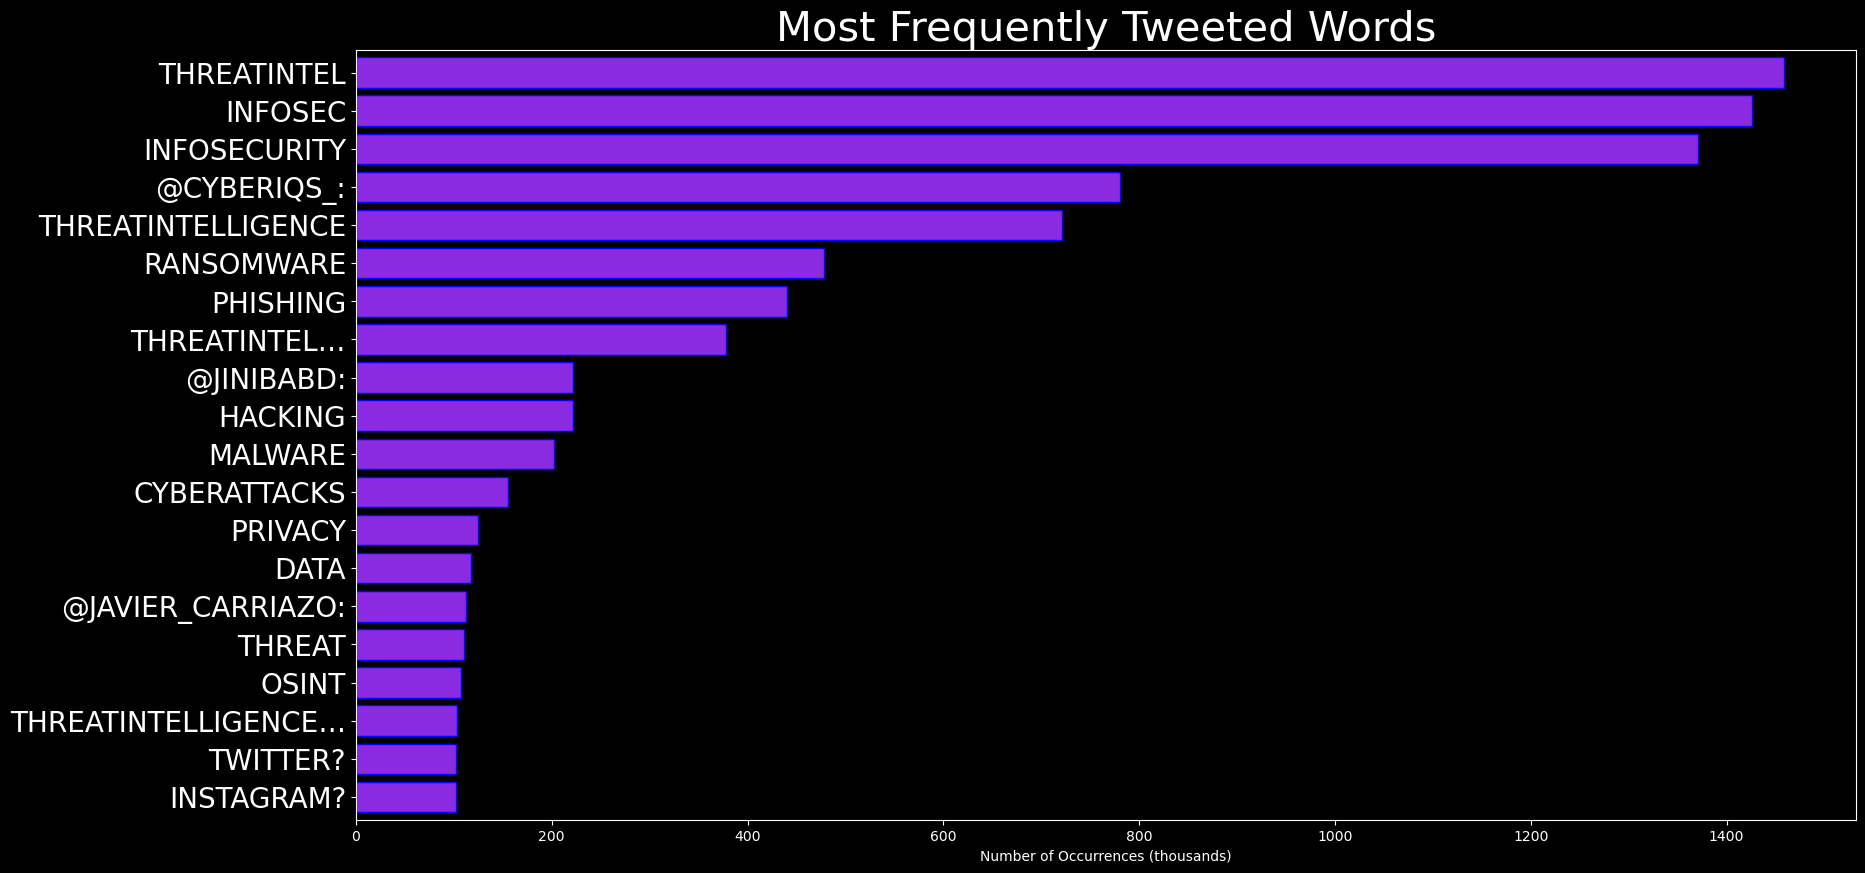 Most Frequently Tweeted Words
THREATINTEL
INFOSEC
INFOSECURITY
@CYBERIQS_:
THREATINTELLIGENCE
RANSOMWARE
PHISHING
THREATINTEL…
@JINIBABD:
HACKING
MALWARE
CYBERATTACKS
PRIVACY
DATA
@JAVIER_CARRIAZO:
THREAT
OSINT
THREATINTELLIGENCE…
TWITTER?
INSTAGRAM?
0 200 400 600 800 1000 1200 1400
Number of Occurrences (thousands)